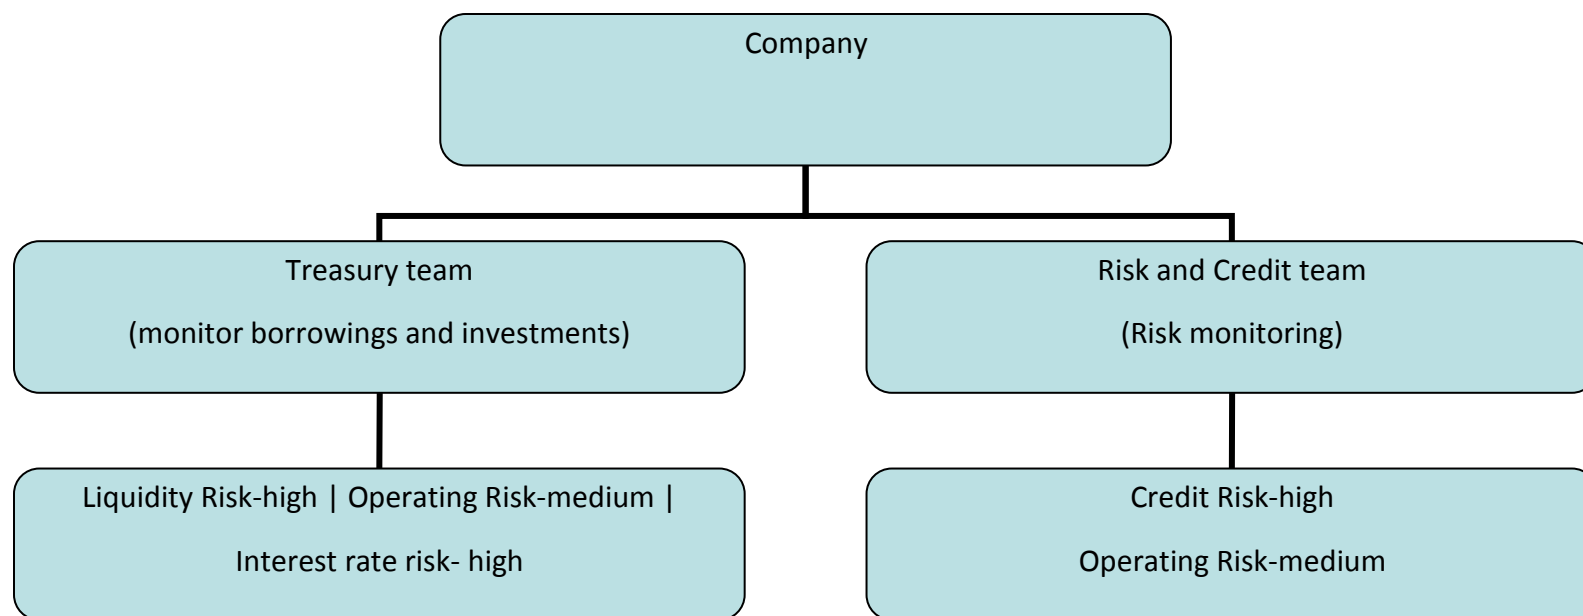 Company
Treasury team
(monitor borrowings and investments)
Risk and Credit team
(Risk monitoring)
Liquidity Risk-high | Operating Risk-medium |
Interest rate risk- high
Credit Risk-high
Operating Risk-medium